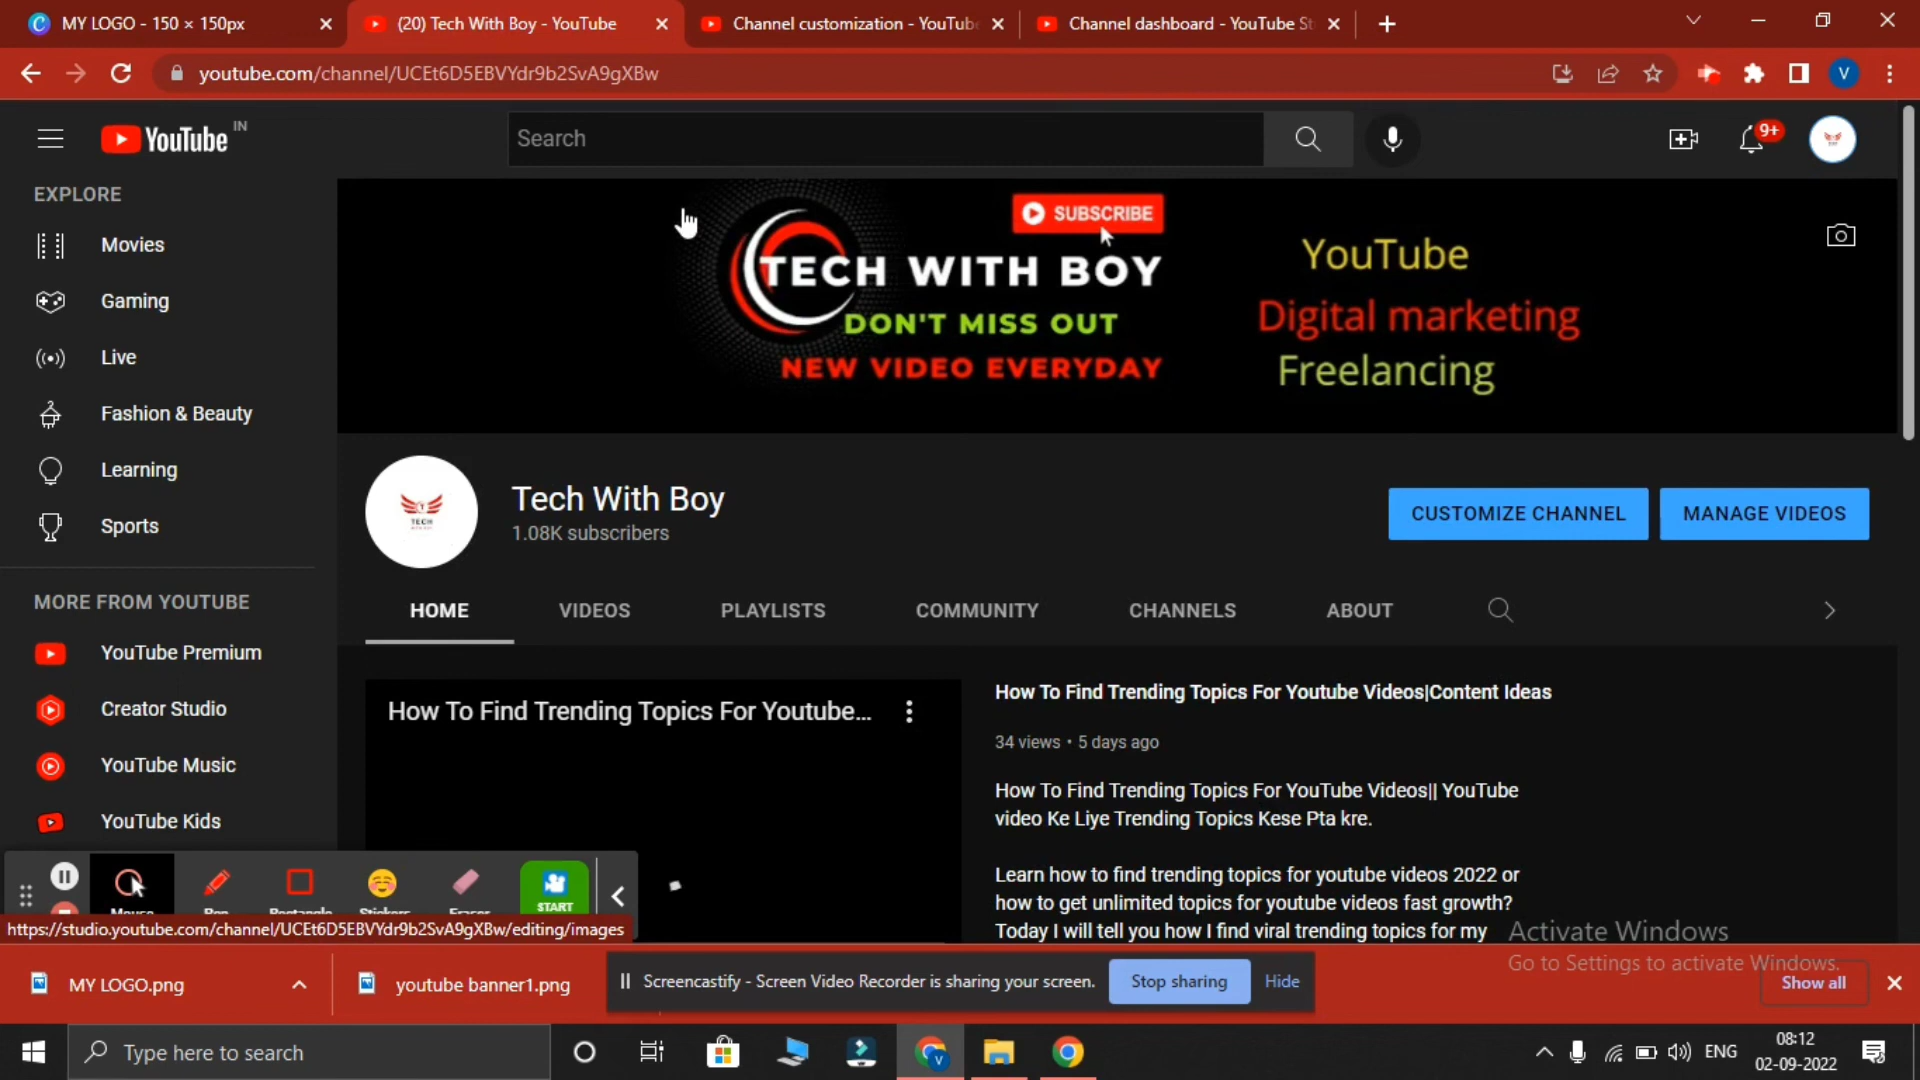 MY LOGO - 150 × 150px
(20) Tech With Boy - YouTube
Channel customization - YouTub
Channel dashboard - YouTube St
youtube.com/channel/UCEt6D5EBVYdr9b2SvA9gXBw
V
YouTube IN
Search
9+
EXPLORE
Movies
Gaming
Live
Fashion & Beauty
Learning
Sports
MORE FROM YOUTUBE
YouTube Premium
Creator Studio
YouTube Music
YouTube Kids
SUBSCRIBE
TECH WITH BOY
DON'T MISS OUT
NEW VIDEO EVERYDAY
YouTube
Digital marketing
Freelancing
TECH
Tech With Boy
1.08K subscribers
CUSTOMIZE CHANNEL
MANAGE VIDEOS
HOME
VIDEOS
PLAYLISTS
COMMUNITY
CHANNELS
ABOUT
How To Find Trending Topics For Youtube...
How To Find Trending Topics For Youtube Videos|Content Ideas
34 views • 5 days ago
How To Find Trending Topics For YouTube Videos|| YouTube
video Ke Liye Trending Topics Kese Pta kre.
Learn how to find trending topics for youtube videos 2022 or
how to get unlimited topics for youtube videos fast growth?
Today I will tell you how I find viral trending topics for my
Mouse
Pen
Rectangle
Stickers
Eraser
START
https://studio.youtube.com/channel/UCEt6D5EBVYdr9b2SvA9gXBw/editing/images
Activate Windows
Go to Settings to activate Windows.
MY LOGO.png
youtube banner1.png
Screencastify - Screen Video Recorder is sharing your screen.
Stop sharing
Hide
Show all
Type here to search
V
ENG
08:12
02-09-2022